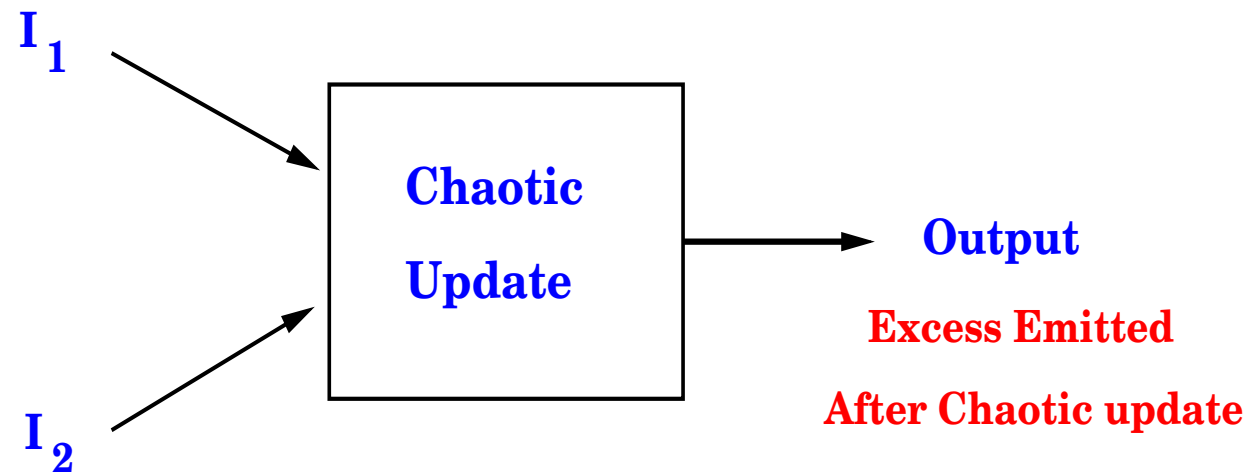 I1
Chaotic
Update
I2
Output
Excess Emitted
After Chaotic update